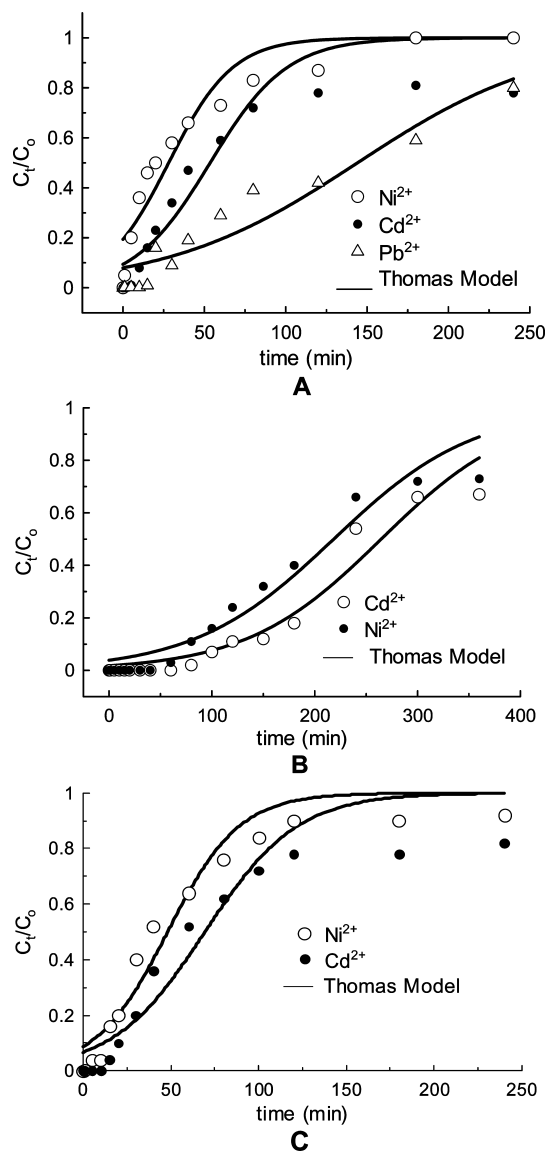 1
0.8
0.6
0.4
0.2
0
Ct/Co
Ni2+
Cd2+
Pb2+
Thomas Model
0 50 100 150 200 250
time (min)
A
1
0.8
0.6
0.4
0.2
0
Ct/Co
Cd2+
Ni2+
Thomas Model
0 100 200 300 400
time (min)
B
1
0.8
0.6
0.4
0.2
0
Ct/Co
Ni2+
Cd2+
Thomas Model
0 50 100 150 200 250
time (min)
C